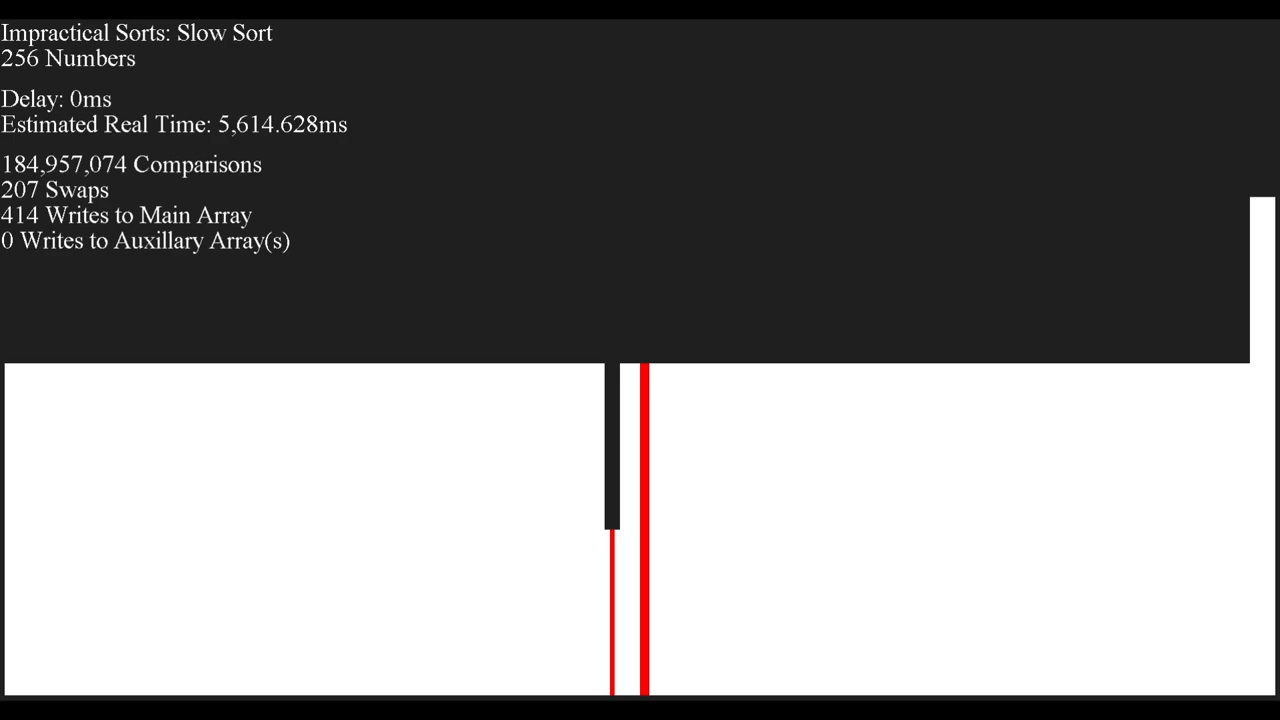 Impractical Sorts: Slow Sort
256 Numbers
Delay: 0ms
Estimated Real Time: 5,614.628ms
184,957,074 Comparisons
207 Swaps
414 Writes to Main Array
0 Writes to Auxillary Array(s)